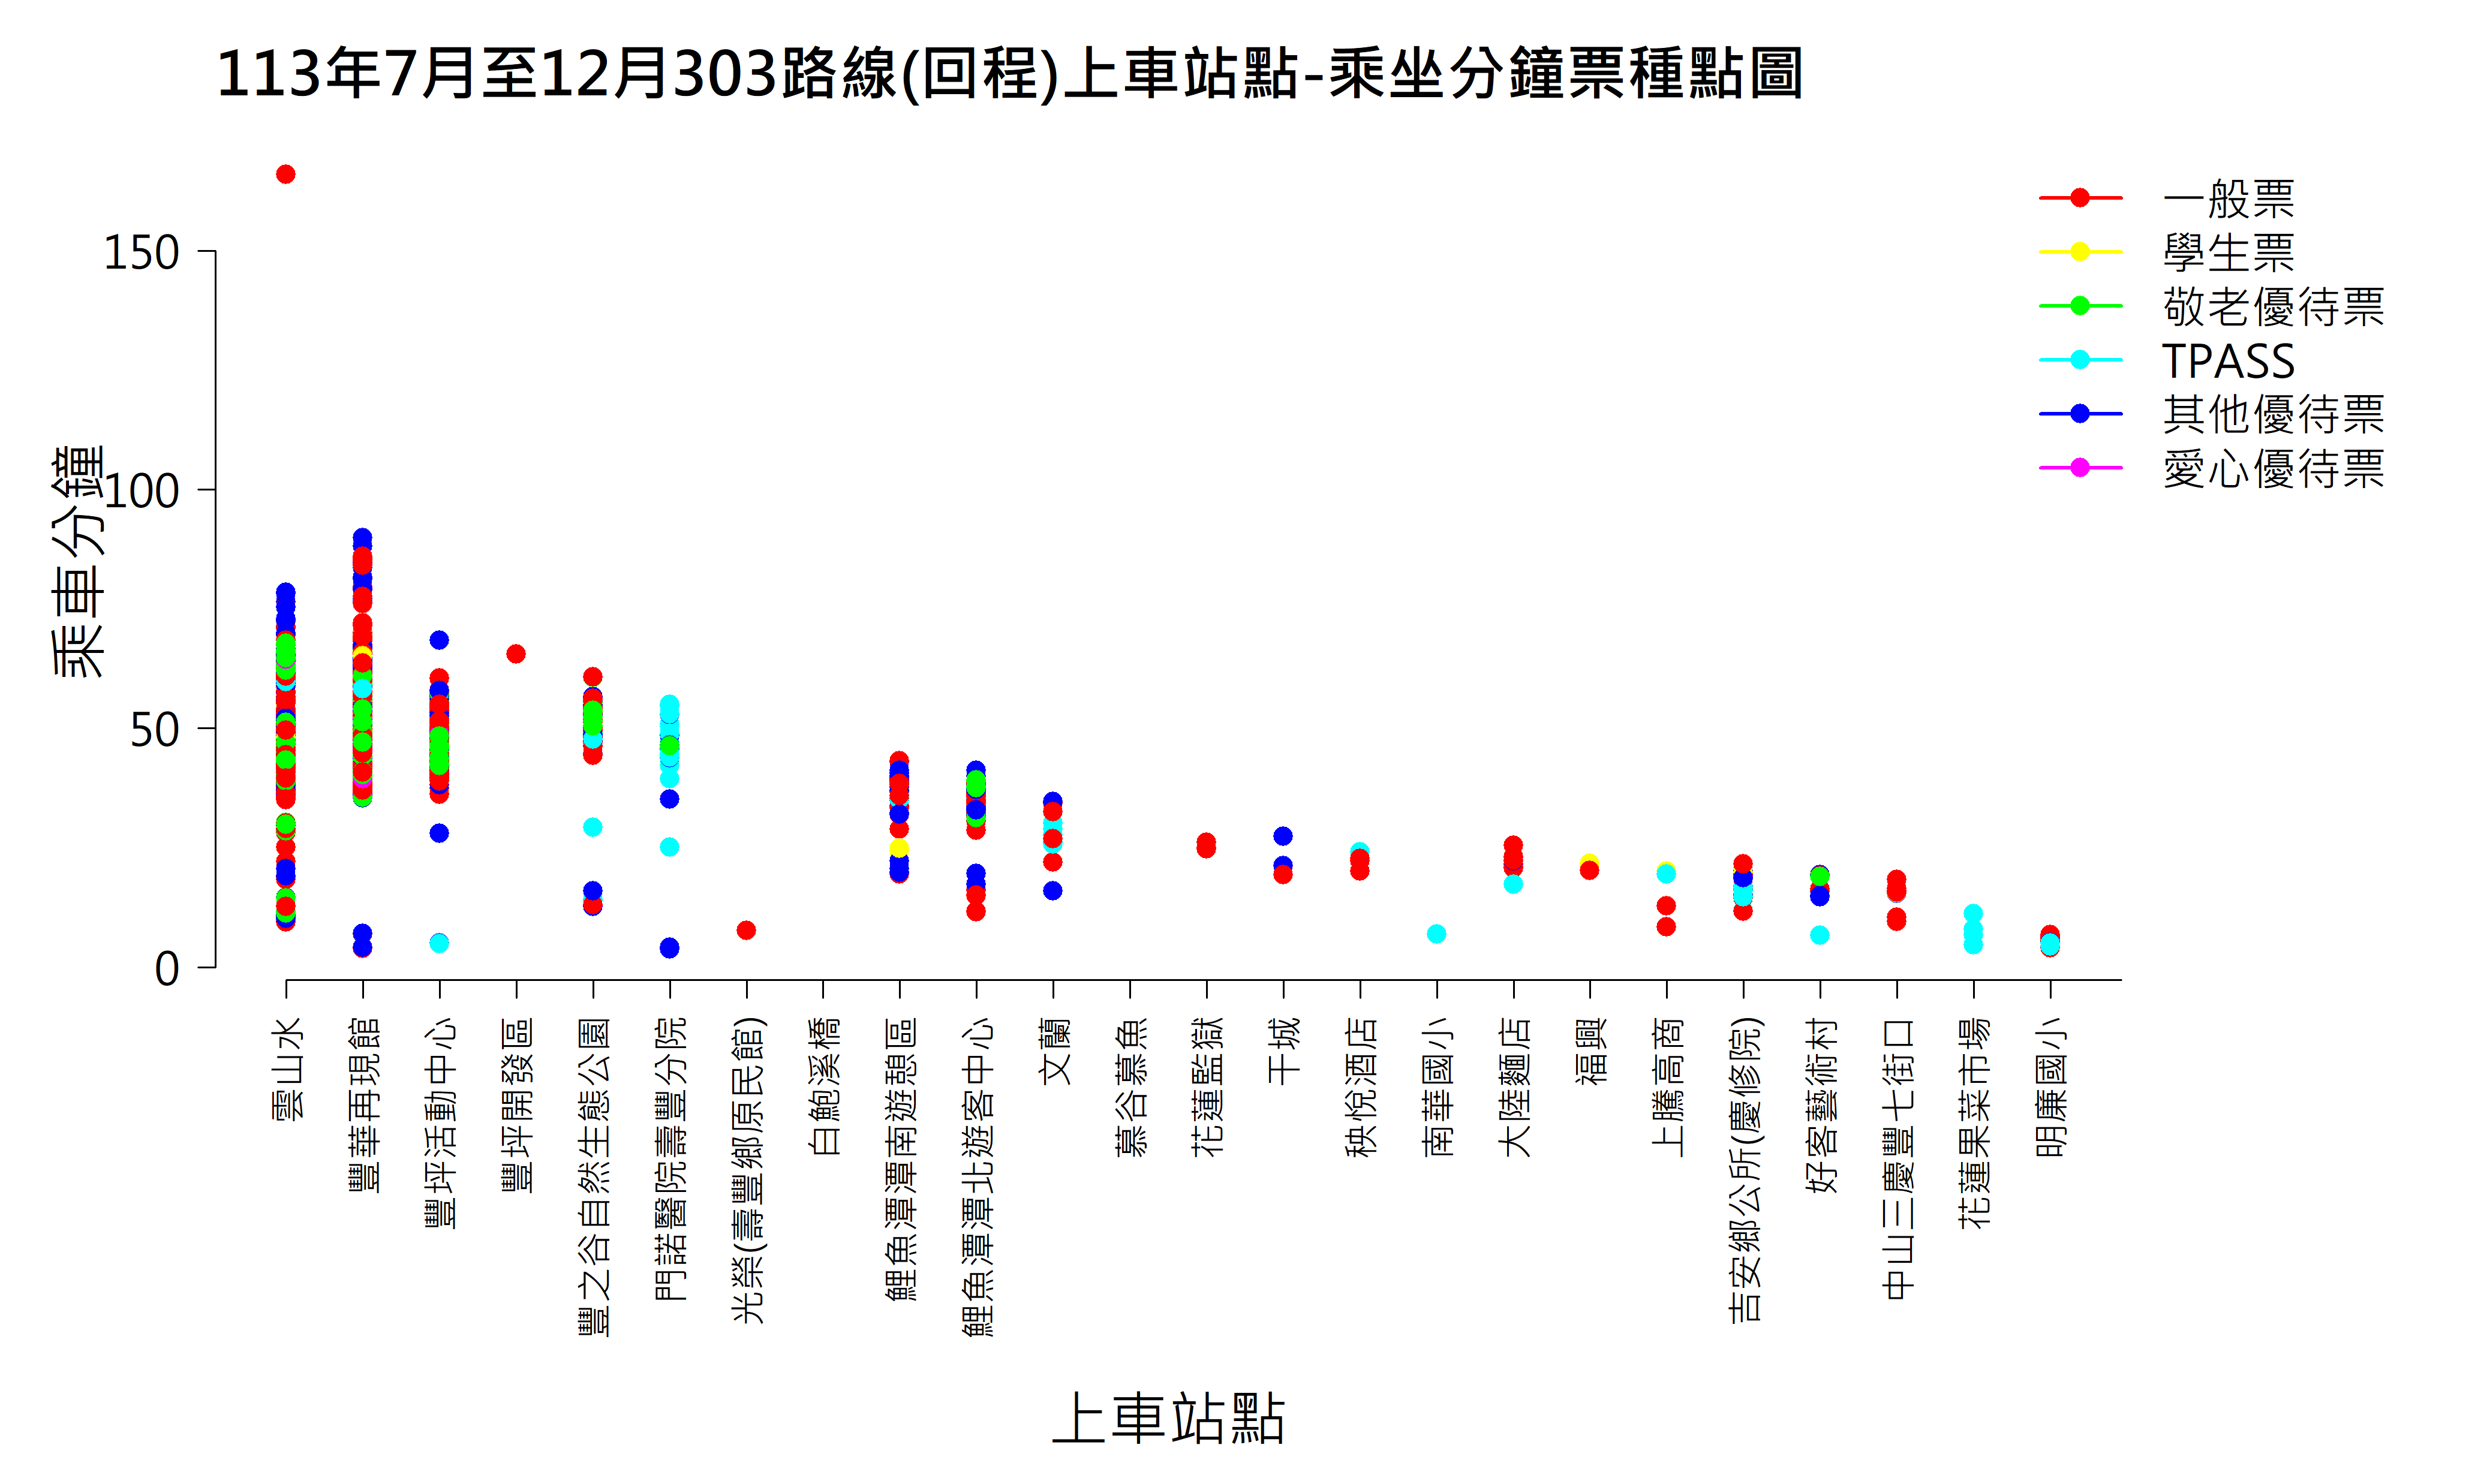 113年7月至12月303路線(回程)上車站點-乘坐分鐘票種點圖
一般票
學生票
敬老優待票
TPASS
其他優待票
愛心優待票
乘車分鐘
150
100
50
0
雲山水
豐華再現館
豐坪活動中心
豐坪開發區
豐之谷自然生態公園
門諾醫院壽豐分院
光榮(壽豐鄉原民館)
白鮑溪橋
鯉魚潭潭南遊憩區
鯉魚潭潭北遊客中心
文蘭
慕谷慕魚
花蓮監獄
干城
秧悅酒店
南華國小
大陸麵店
福興
上騰高商
吉安鄉公所(慶修院)
好客藝術村
中山三慶豐七街口
花蓮果菜市場
明廉國小
上車站點